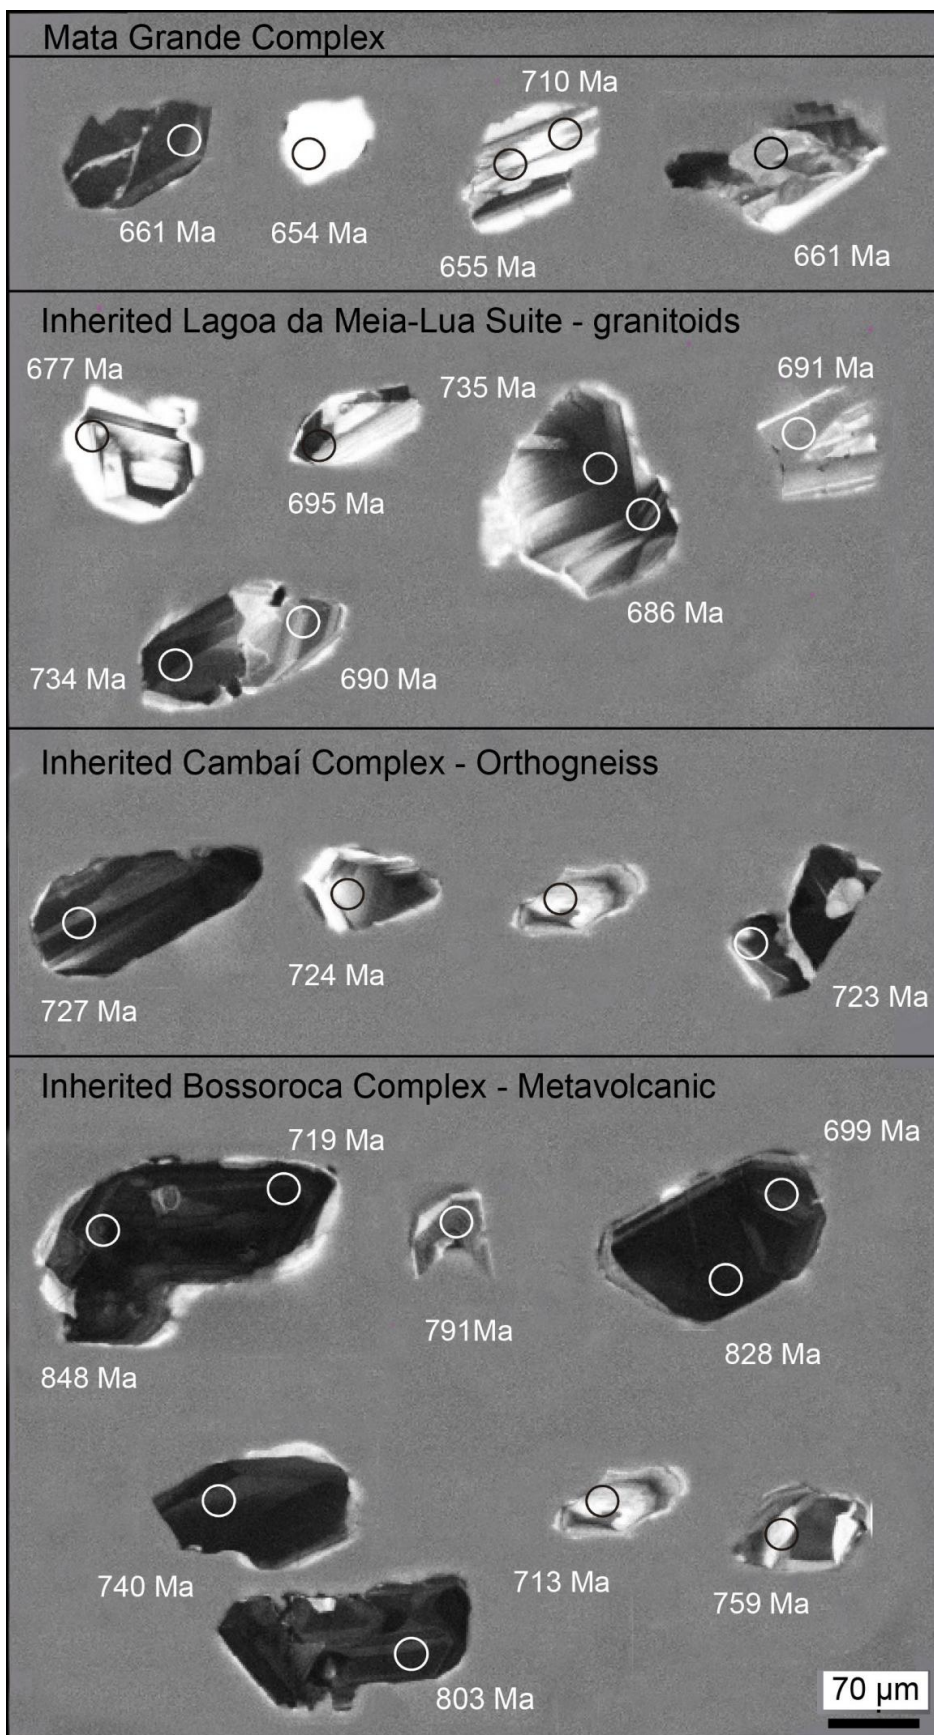 Mata Grande Complex
710 Ma
661 Ma
654 Ma
655 Ma
661 Ma
Inherited Lagoa da Meia-Lua Suite - granitoids
677 Ma
735 Ma
691 Ma
695 Ma
686 Ma
734 Ma
690 Ma
Inherited Cambaí Complex - Orthogneiss
727 Ma
724 Ma
723 Ma
Inherited Bossoroca Complex - Metavolcanic
719 Ma
699 Ma
791Ma
848 Ma
828 Ma
740 Ma
713 Ma
759 Ma
803 Ma
70 µm